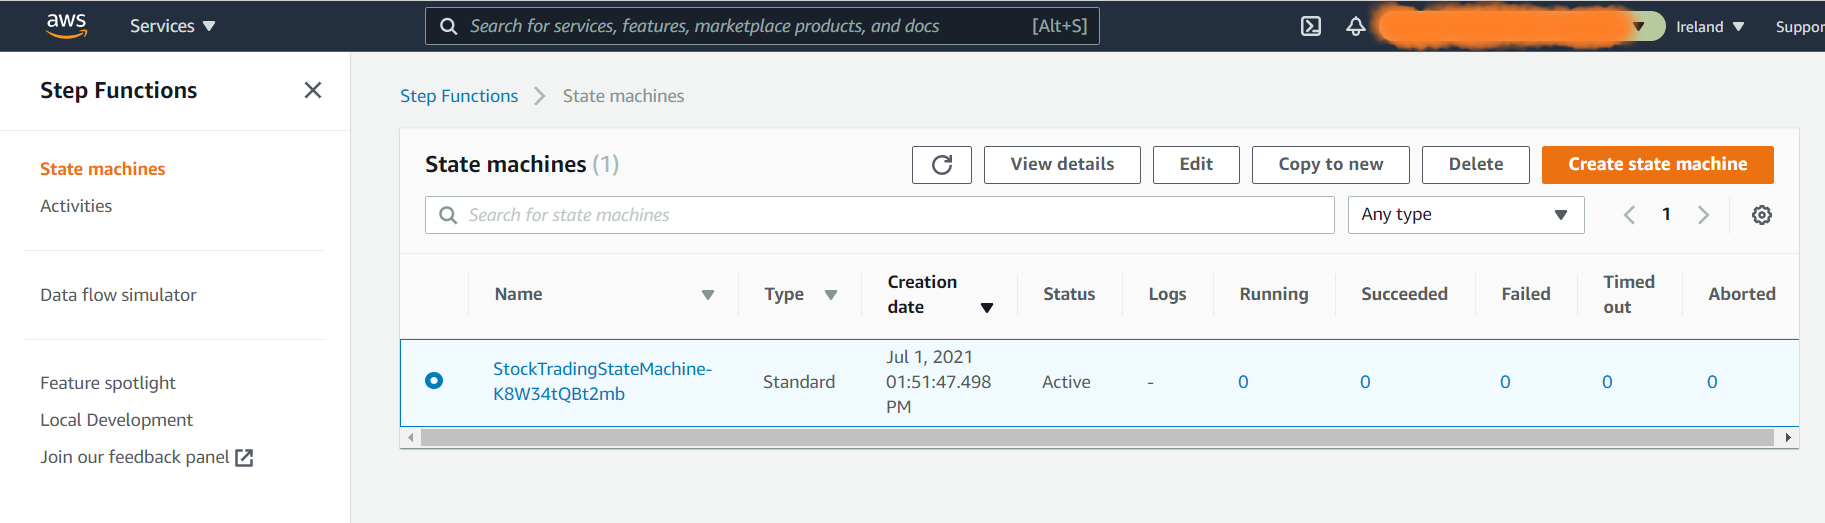 aws
Services
Search for services, features, marketplace products, and docs
[Alt+S]
Ireland
Suppor
Step Functions
State machines
Activities
Data flow simulator
Feature spotlight
Local Development
Join our feedback panel
Step Functions
State machines
State machines (1)
View details
Edit
Copy to new
Delete
Create state machine
Search for state machines
Any type
1
Name
Type
Creation
date
Status
Logs
Running
Succeeded
Failed
Timed
out
Aborted
StockTradingStateMachine-
K8W34tQBt2mb
Standard
Jul 1, 2021
01:51:47.498
PM
Active
-
0
0
0
0
0